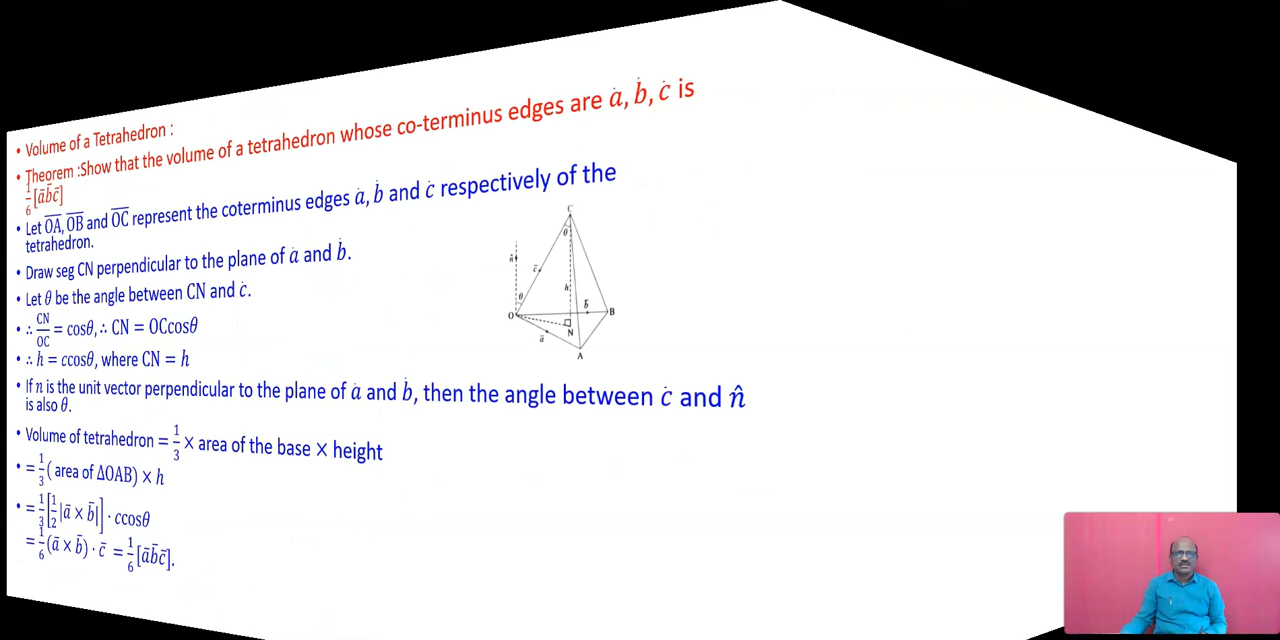 • Volume of a Tetrahedron :
• Theorem :Show that the volume of a tetrahedron whose co-terminus edges are ȧ, ḃ, ċ is
1/6 [āb̄c̄]
• Let O̅A̅, O̅B̅ and O̅C̅ represent the coterminus edges ȧ, ḃ and ċ respectively of the
tetrahedron.
• Draw seg CN perpendicular to the plane of ȧ and ḃ.
• Let θ be the angle between CN and ċ.
• ∴ CN/OC = cosθ, ∴ CN = OCcosθ
• ∴ h = ccosθ, where CN = h
• If n is the unit vector perpendicular to the plane of ȧ and ḃ, then the angle between ċ and n̂
is also θ.
• Volume of tetrahedron = 1/3 × area of the base × height
• = 1/3 ( area of ΔOAB) × h
• = 1/3 [1/2 |ā × b̄|] · ccosθ
= 1/6 (ā × b̄) · c̄ = 1/6 [āb̄c̄].
C
θ
n̂
c̄
θ
h
b̄
O
B
N
ā
A